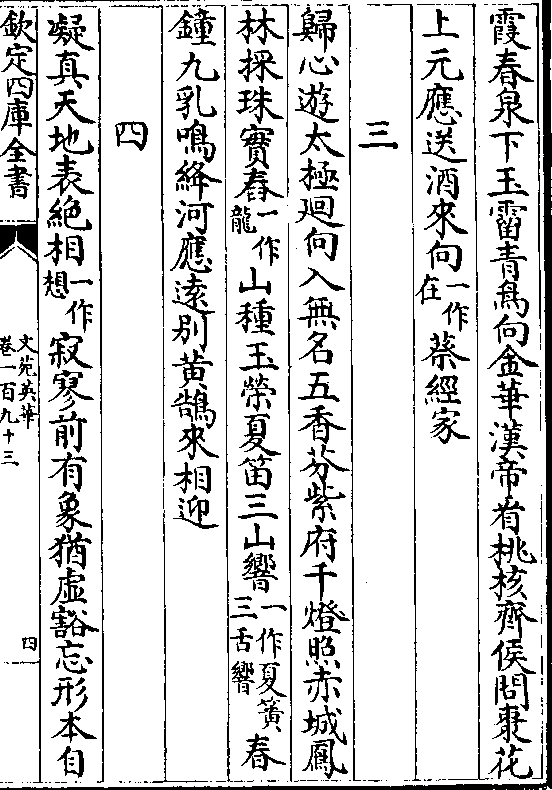 霞春泉下玉霤青鳥向金華漢帝看桃核齊侯問棗花
上元應送酒來向一作在蔡經家
三
歸心遊太極廻向入無名五香芬紫府千燈照赤城鳳
林採珠實舂一作龍山種玉榮夏笛三山響一作夏簧三舌響春
鐘九乳鳴絳河應遠别黄鵠來相迎
四
凝真天地表絶相一作想寂寥前有象猶虛豁忘形本自
欽定四庫全書
文苑英華
卷一百九十三
四